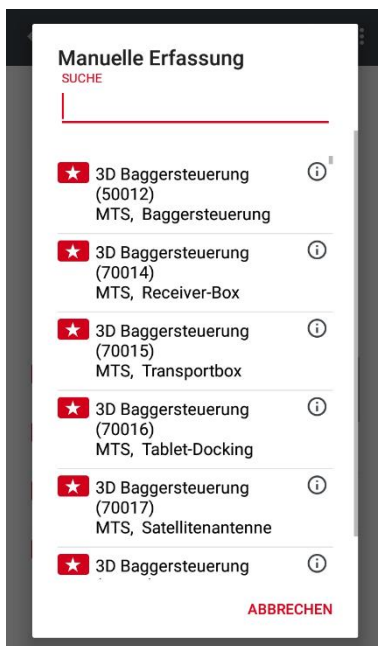 Manuelle Erfassung
SUCHE
3D Baggersteuerung
(50012)
MTS, Baggersteuerung
3D Baggersteuerung
(70014)
MTS, Receiver-Box
3D Baggersteuerung
(70015)
MTS, Transportbox
3D Baggersteuerung
(70016)
MTS, Tablet-Docking
3D Baggersteuerung
(70017)
MTS, Satellitenantenne
3D Baggersteuerung
ABBRECHEN